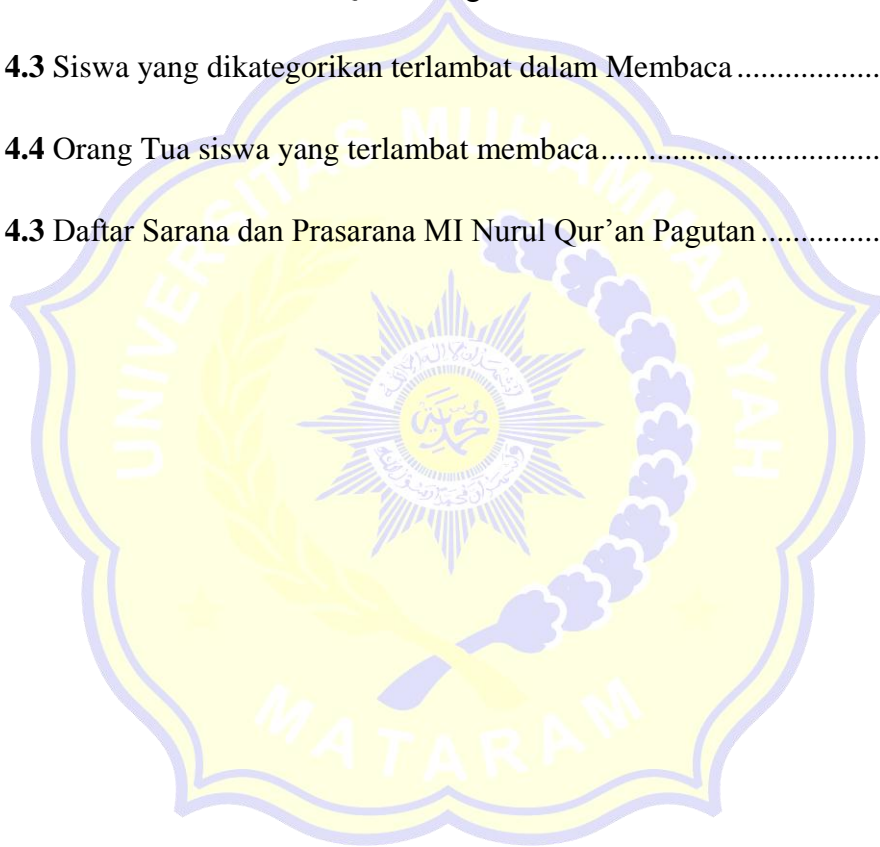 4.3 Siswa yang dikategorikan terlambat dalam Membaca ..................
4.4 Orang Tua siswa yang terlambat membaca...................................
4.3 Daftar Sarana dan Prasarana MI Nurul Qur’an Pagutan ...............
UNIVERSITAS MUHAMMADIYAH
MATARAM